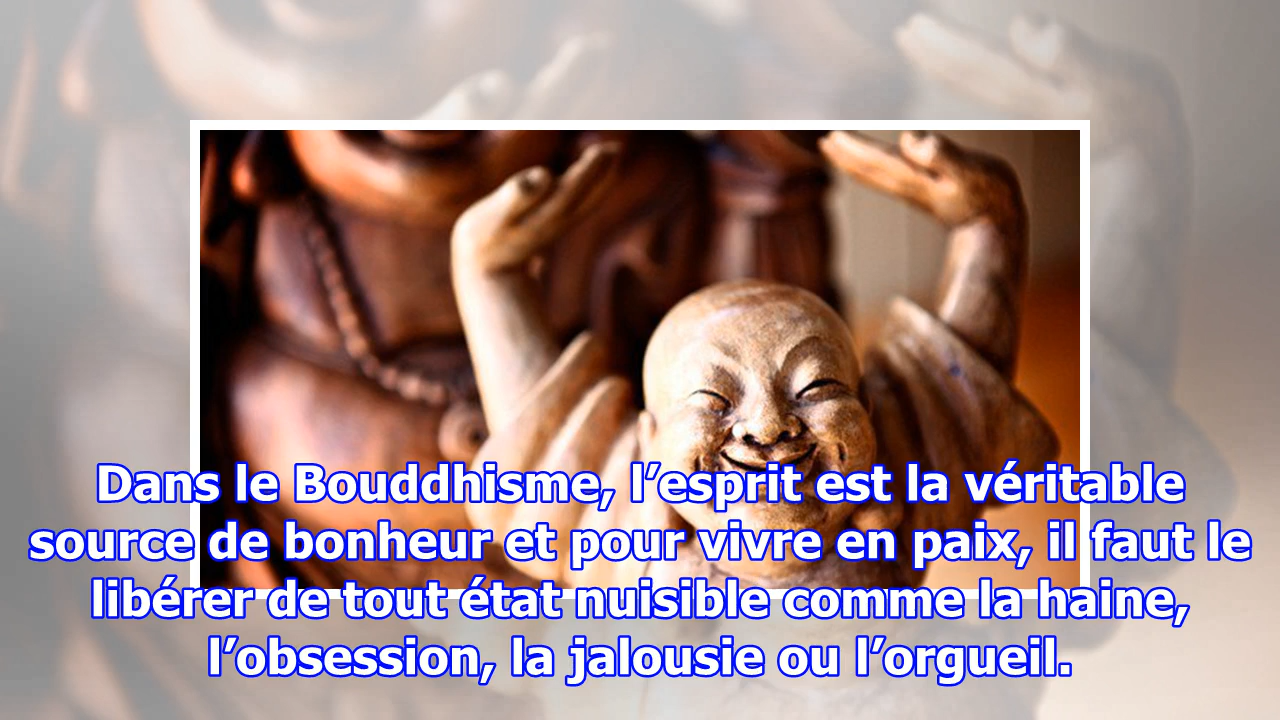 Dans le Bouddhisme, l’esprit est la véritable
source de bonheur et pour vivre en paix, il faut le
libérer de tout état nuisible comme la haine,
l’obsession, la jalousie ou l’orgueil.